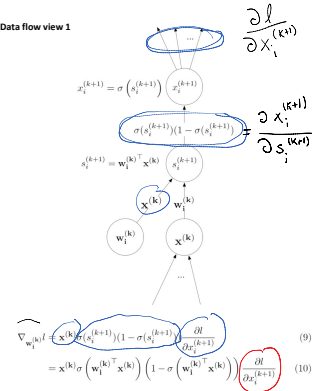 Data flow view 1
...
∂l / ∂x_i^(k+1)
x_i^(k+1) = σ(s_i^(k+1))   x_i^(k+1)
σ(s_i^(k+1))(1 − σ(s_i^(k+1))) = ∂x_i^(k+1) / ∂s_i^(k+1)
s_i^(k+1) = w_i^(k)⊤ x^(k)   s_i^(k+1)
x^(k)   w_i^(k)
w_i^(k)   x^(k)
...
∇_{w_i^(k)} l = x^(k) σ(s_i^(k+1))(1 − σ(s_i^(k+1))) ∂l / ∂x_i^(k+1)   (9)
= x^(k) σ(w_i^(k)⊤ x^(k)) (1 − σ(w_i^(k)⊤ x^(k))) ∂l / ∂x_i^(k+1)   (10)